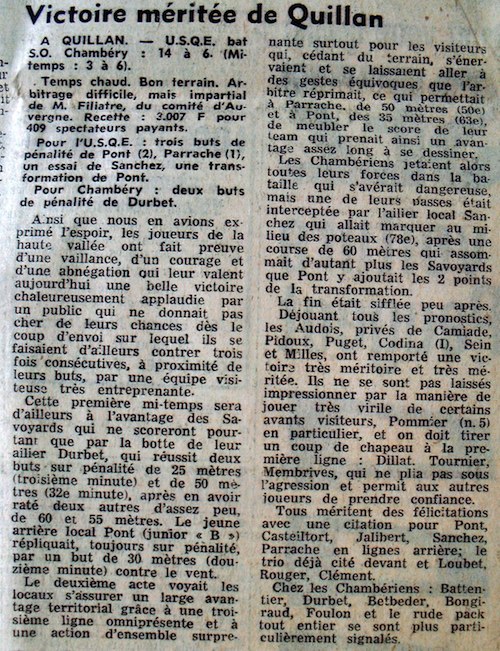 Victoire méritée de Quillan
A QUILLAN. — U.S.Q.E. bat
S.O. Chambéry : 14 à 6. (Mi-
temps : 3 à 6).
Temps chaud. Bon terrain. Ar-
bitrage difficile, mais impartial
de M. Filiatre, du comité d'Au-
vergne. Recette : 3.007 F pour
409 spectateurs payants.
Pour l'U.S.Q.E. : trois buts de
pénalité de Pont (2), Parrache (1),
un essai de Sanchez, une trans-
formation de Pont.
Pour Chambéry : deux buts
de pénalité de Durbet.
Ainsi que nous en avions ex-
primé l'espoir, les joueurs de la
haute vallée ont fait preuve
d'une vaillance, d'un courage et
d'une abnégation qui leur valent
aujourd'hui une belle victoire
chaleureusement applaudie par
un public qui ne donnait pas
cher de leurs chances dès le
coup d'envoi sur lequel ils se
faisaient d'ailleurs contrer trois
fois consécutives, à proximité de
leurs buts, par une équipe visi-
teuse très entreprenante.
Cette première mi-temps sera
d'ailleurs à l'avantage des Sa-
voyards qui ne scoreront pour-
tant que par la botte de leur
ailier Durbet, qui réussit deux
buts sur pénalité de 25 mètres
(troisième minute) et de 50 mè-
tres (32e minute), après en avoir
raté deux autres d'assez peu,
de 60 et 55 mètres. Le jeune
arrière local Pont (junior « B »)
répliquait, toujours sur pénalité,
par un but de 30 mètres (dou-
zième minute) contre le vent.
Le deuxième acte voyait les
locaux s'assurer un large avan-
tage territorial grâce à une troi-
sième ligne omniprésente et à
une action d'ensemble surpre-
nante surtout pour les visiteurs
qui, cédant du terrain, s'éner-
vaient et se laissaient aller à
des gestes équivoques que l'ar-
bitre réprimait, ce qui permettait
à Parrache, de 50 mètres (50e)
et à Pont, des 35 mètres (63e),
de meubler le score de leur
team qui prenait ainsi un avan-
tage assez long à se dessiner.
Les Chambériens jetaient alors
toutes leurs forces dans la ba-
taille qui s'avérait dangereuse,
mais une de leurs passes était
interceptée par l'ailier local San-
chez qui allait marquer au mi-
lieu des poteaux (78e), après une
course de 60 mètres qui assom-
mait d'autant plus les Savoyards
que Pont y ajoutait les 2 points
de la transformation.
La fin était sifflée peu après.
Déjouant tous les pronostics,
les Audois, privés de Camiade,
Pidoux, Puget, Codina (I), Sein
et Milles, ont remporté une vic-
toire très méritoire et très mé-
ritée. Ils ne se sont pas laissés
impressionner par la manière de
jouer très virile de certains
avants visiteurs, Pommier (n. 5)
en particulier, et on doit tirer
un coup de chapeau à la pre-
mière ligne : Dillat. Tournier,
Membrives, qui ne plia pas sous
l'agression et permit aux autres
joueurs de prendre confiance.
Tous méritent des félicitations
avec une citation pour Pont,
Casteiltort, Jalibert, Sanchez,
Parrache en lignes arrière; le
trio déjà cité devant et Loubet,
Rouger, Clément.
Chez les Chambériens : Batten-
tier, Durbet, Betbeder, Bongi-
raud, Foulon et le rude pack
tout entier se sont plus parti-
culièrement signalés.